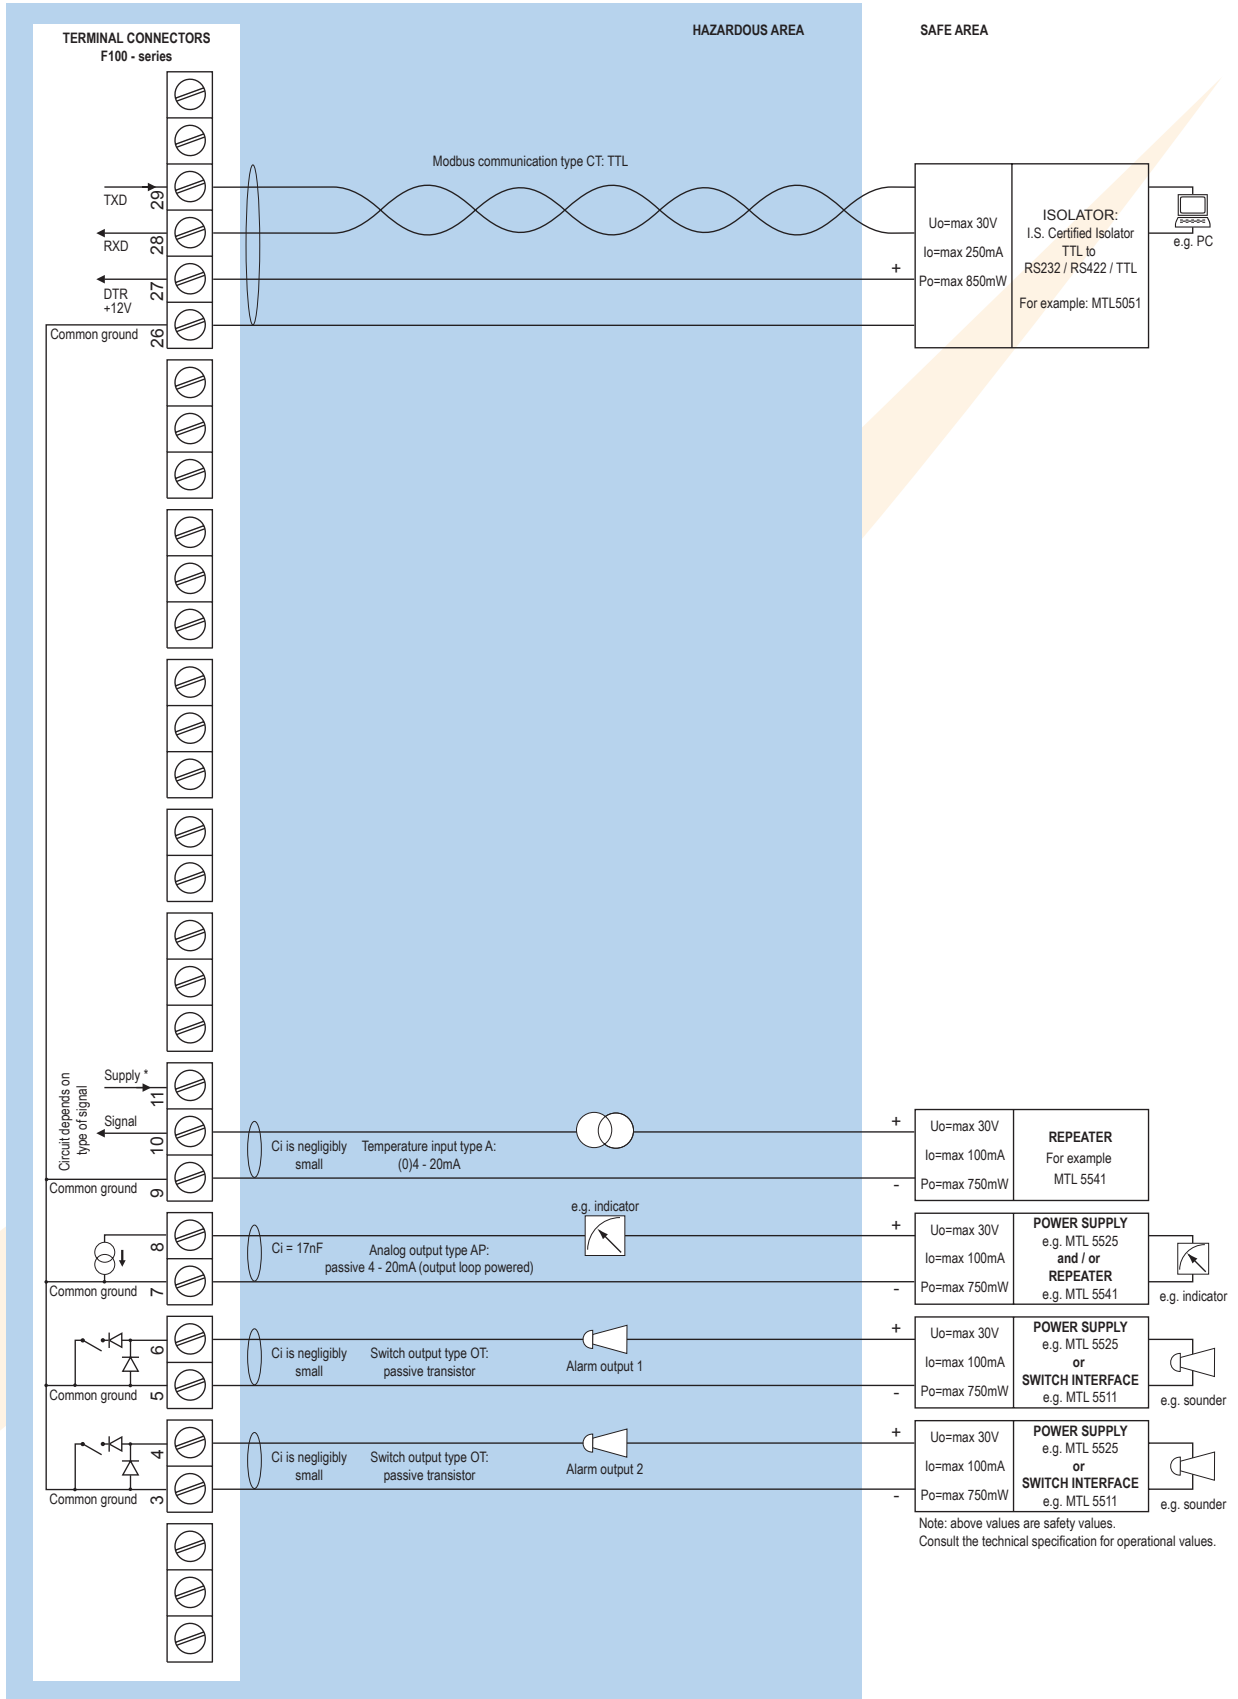 TERMINAL CONNECTORS
F100 - series
HAZARDOUS AREA
SAFE AREA
Modbus communication type CT: TTL
TXD
29
RXD
28
DTR
+12V
27
Common ground
26
+
Uo=max 30V
Io=max 250mA
Po=max 850mW
ISOLATOR:
I.S. Certified Isolator
TTL to
RS232 / RS422 / TTL
For example: MTL5051
e.g. PC
Circuit depends on
type of signal
Supply *
11
Signal
10
Common ground
9
Ci is negligibly
small
Temperature input type A:
(0)4 - 20mA
+
-
Uo=max 30V
Io=max 100mA
Po=max 750mW
REPEATER
For example
MTL 5541
8
Common ground
7
Ci = 17nF
Analog output type AP:
passive 4 - 20mA (output loop powered)
e.g. indicator
+
-
Uo=max 30V
Io=max 100mA
Po=max 750mW
POWER SUPPLY
e.g. MTL 5525
and / or
REPEATER
e.g. MTL 5541
e.g. indicator
6
Common ground
5
Ci is negligibly
small
Switch output type OT:
passive transistor
Alarm output 1
+
-
Uo=max 30V
Io=max 100mA
Po=max 750mW
POWER SUPPLY
e.g. MTL 5525
or
SWITCH INTERFACE
e.g. MTL 5511
e.g. sounder
4
Common ground
3
Ci is negligibly
small
Switch output type OT:
passive transistor
Alarm output 2
+
-
Uo=max 30V
Io=max 100mA
Po=max 750mW
POWER SUPPLY
e.g. MTL 5525
or
SWITCH INTERFACE
e.g. MTL 5511
e.g. sounder
Note: above values are safety values.
Consult the technical specification for operational values.